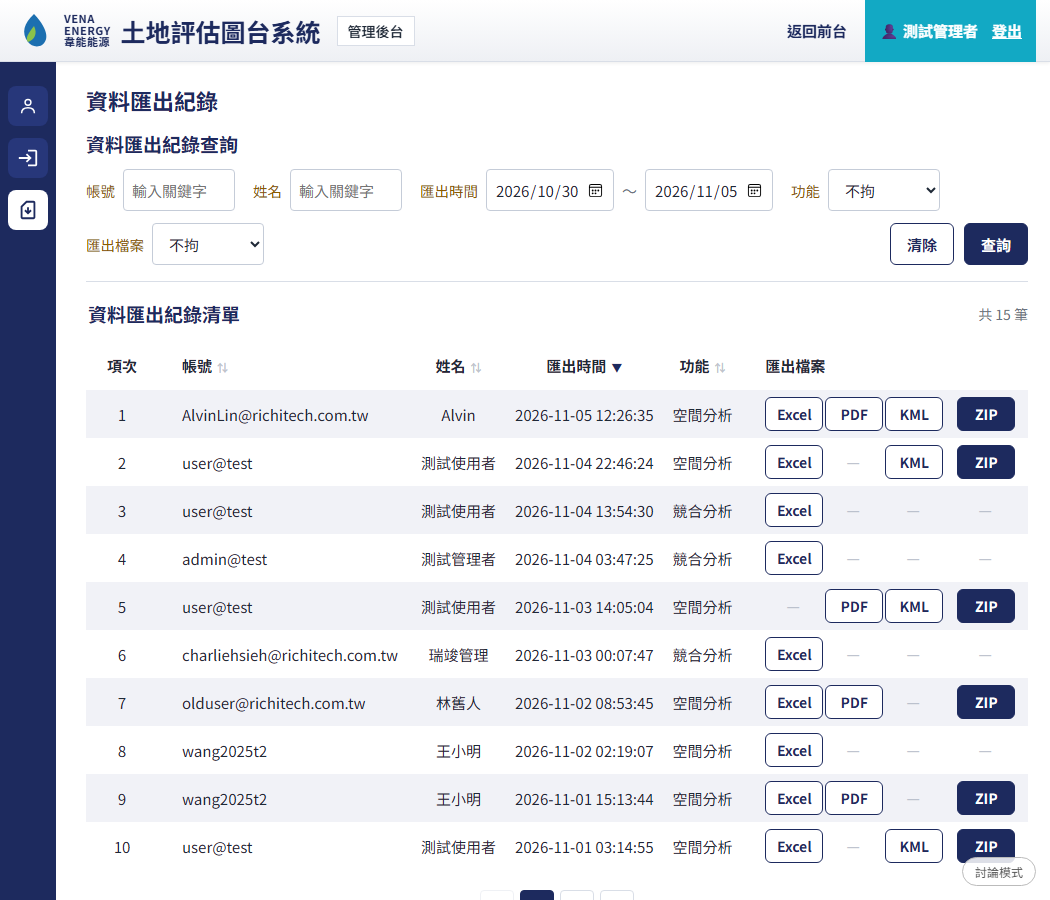 VENA
ENERGY
韋能能源
土地評估圖台系統
管理後台
返回前台
測試管理者 登出
資料匯出紀錄
資料匯出紀錄查詢
帳號 輸入關鍵字 姓名 輸入關鍵字 匯出時間 2026/10/30 ～ 2026/11/05 功能 不拘
匯出檔案 不拘 清除 查詢
資料匯出紀錄清單 共 15 筆
項次 帳號 姓名 匯出時間 ▼ 功能 匯出檔案
1 AlvinLin@richitech.com.tw Alvin 2026-11-05 12:26:35 空間分析 Excel PDF KML ZIP
2 user@test 測試使用者 2026-11-04 22:46:24 空間分析 Excel — KML ZIP
3 user@test 測試使用者 2026-11-04 13:54:30 競合分析 Excel — — —
4 admin@test 測試管理者 2026-11-04 03:47:25 競合分析 Excel — — —
5 user@test 測試使用者 2026-11-03 14:05:04 空間分析 — PDF KML ZIP
6 charliehsieh@richitech.com.tw 瑞竣管理 2026-11-03 00:07:47 競合分析 Excel — — —
7 olduser@richitech.com.tw 林舊人 2026-11-02 08:53:45 空間分析 Excel PDF — ZIP
8 wang2025t2 王小明 2026-11-02 02:19:07 空間分析 Excel — — —
9 wang2025t2 王小明 2026-11-01 15:13:44 空間分析 Excel PDF — ZIP
10 user@test 測試使用者 2026-11-01 03:14:55 空間分析 Excel — KML ZIP
討論模式